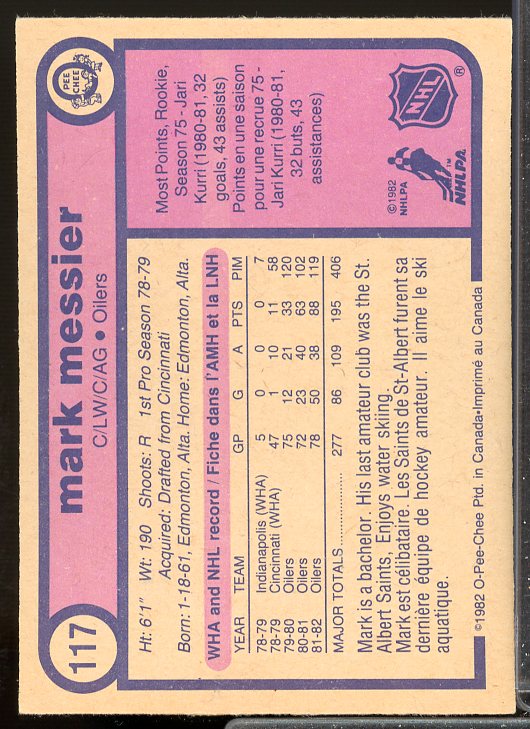 117
mark messier
C/LW/C/AG • Oilers
O
PEE
CHEE
Ht: 6'1" Wt: 190 Shoots: R 1st Pro Season 78-79
Acquired: Drafted from Cincinnati
Born: 1-18-61, Edmonton, Alta. Home: Edmonton, Alta.
WHA and NHL record / Fiche dans l'AMH et la LNH
YEAR TEAM GP G A PTS PIM
78-79 Indianapolis (WHA) 5 0 0 0 7
78-79 Cincinnati (WHA) 47 1 10 11 58
79-80 Oilers 75 12 21 33 120
80-81 Oilers 72 23 40 63 102
81-82 Oilers 78 50 38 88 119
MAJOR TOTALS .................. 277 86 109 195 406
Mark is a bachelor. His last amateur club was the St.
Albert Saints, Enjoys water skiing.
Mark est célibataire. Les Saints de St-Albert furent sa
dernière équipe de hockey amateur. Il aime le ski
aquatique.
Most Points, Rookie,
Season 75 - Jari
Kurri (1980-81, 32
goals, 43 assists)
Points en une saison
pour une recrue 75 -
Jari Kurri (1980-81,
32 buts, 43
assistances)
©1982
NHLPA
NHLPA
TM
NHL
®
©1982 O-Pee-Chee Ptd. in Canada•Imprimé au Canada